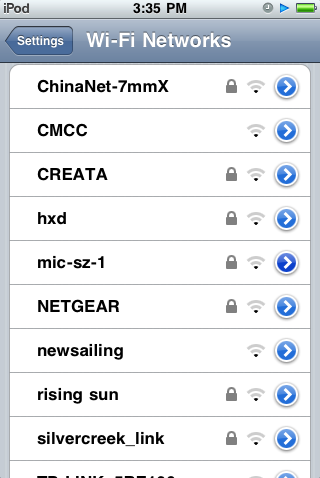 iPod 3:35 PM
Settings Wi-Fi Networks
ChinaNet-7mmX
CMCC
CREATA
hxd
mic-sz-1
NETGEAR
newsailing
rising sun
silvercreek_link